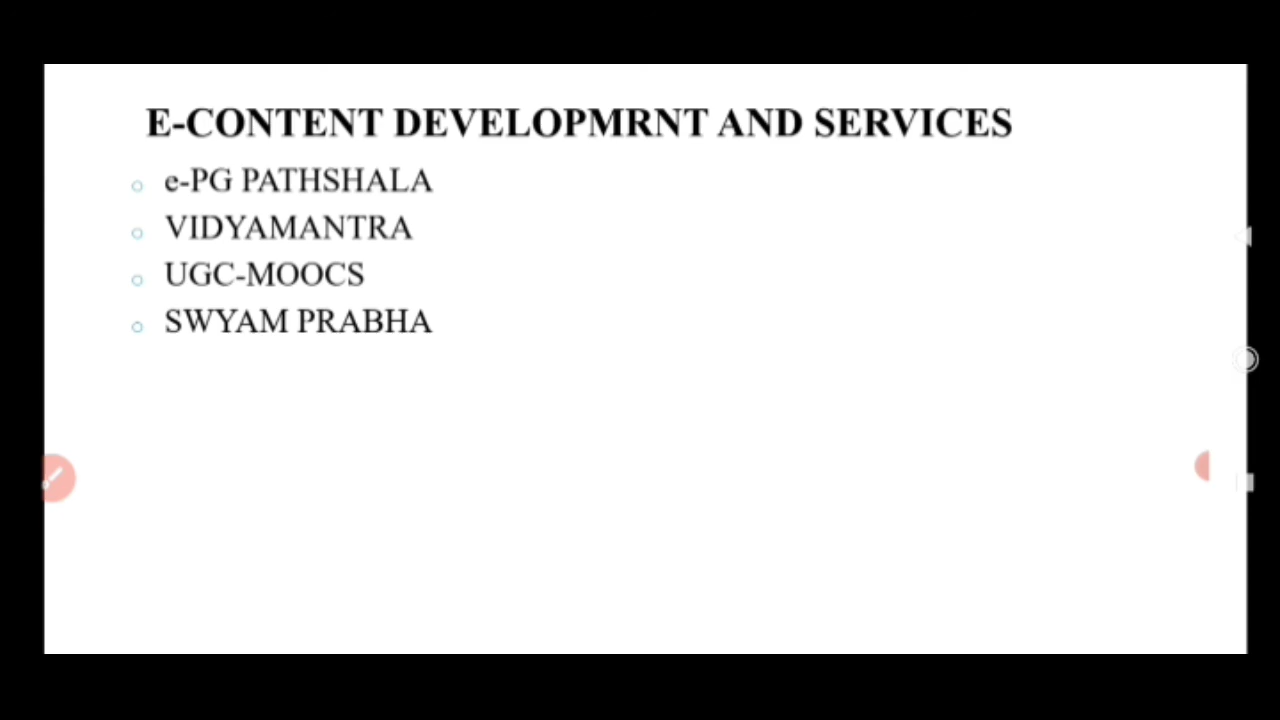 E-CONTENT DEVELOPMRNT AND SERVICES
e-PG PATHSHALA
VIDYAMANTRA
UGC-MOOCS
SWYAM PRABHA